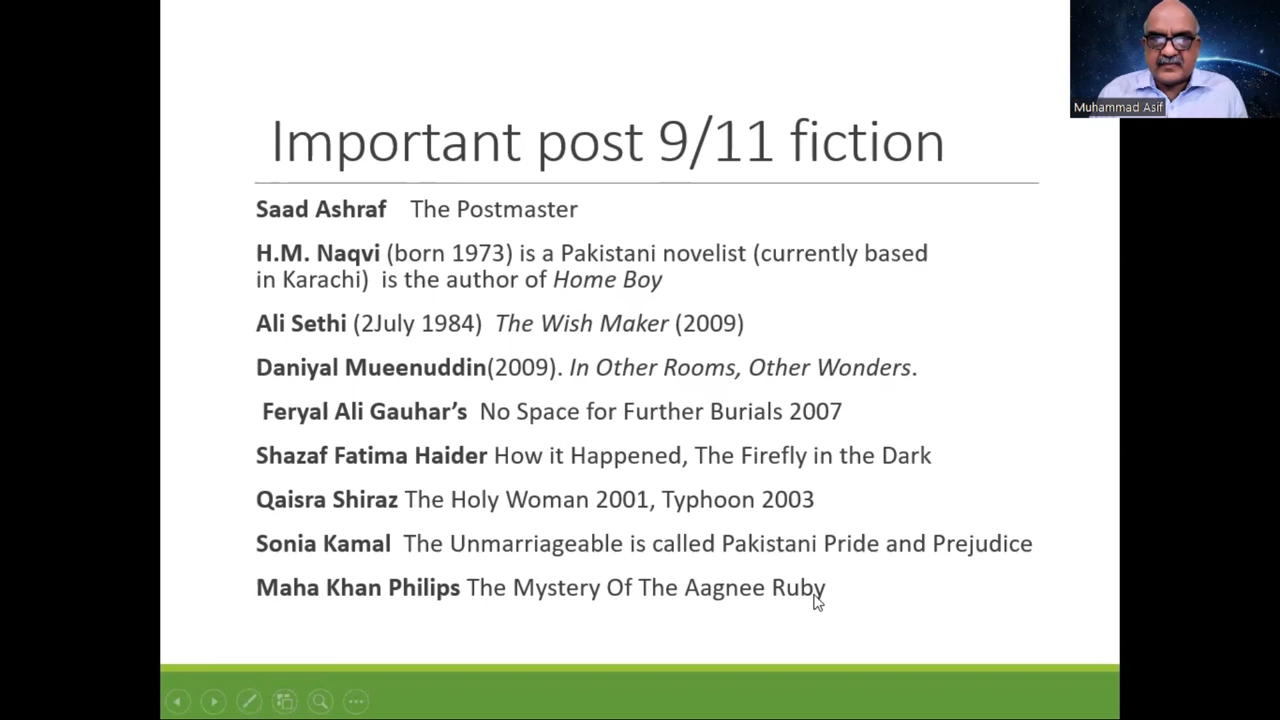 Muhammad Asif
Important post 9/11 fiction
Saad Ashraf The Postmaster
H.M. Naqvi (born 1973) is a Pakistani novelist (currently based
in Karachi) is the author of Home Boy
Ali Sethi (2July 1984) The Wish Maker (2009)
Daniyal Mueenuddin(2009). In Other Rooms, Other Wonders.
Feryal Ali Gauhar’s No Space for Further Burials 2007
Shazaf Fatima Haider How it Happened, The Firefly in the Dark
Qaisra Shiraz The Holy Woman 2001, Typhoon 2003
Sonia Kamal The Unmarriageable is called Pakistani Pride and Prejudice
Maha Khan Philips The Mystery Of The Aagnee Ruby